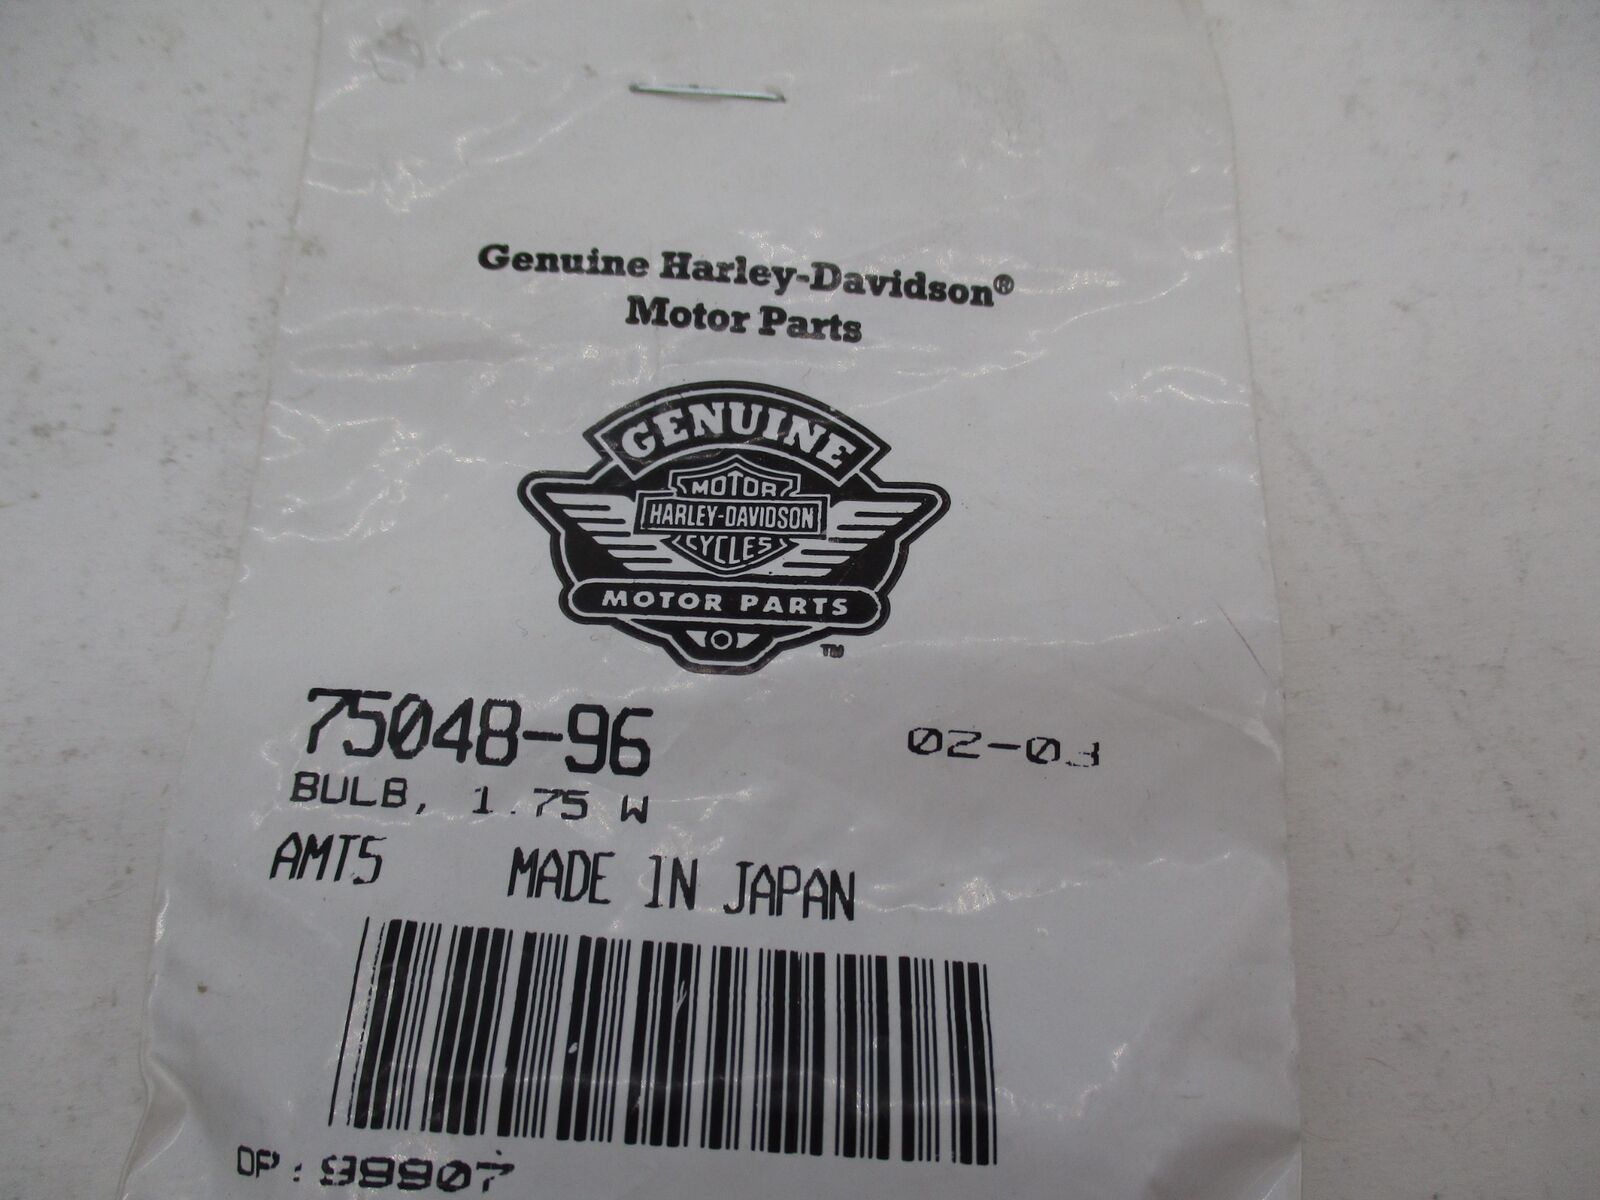 Genuine Harley-Davidson®
Motor Parts
GENUINE
MOTOR
HARLEY-DAVIDSON
CYCLES
MOTOR PARTS
TM
75048-96
02-03
BULB, 1.75 W
AMT5
MADE IN JAPAN
OP: